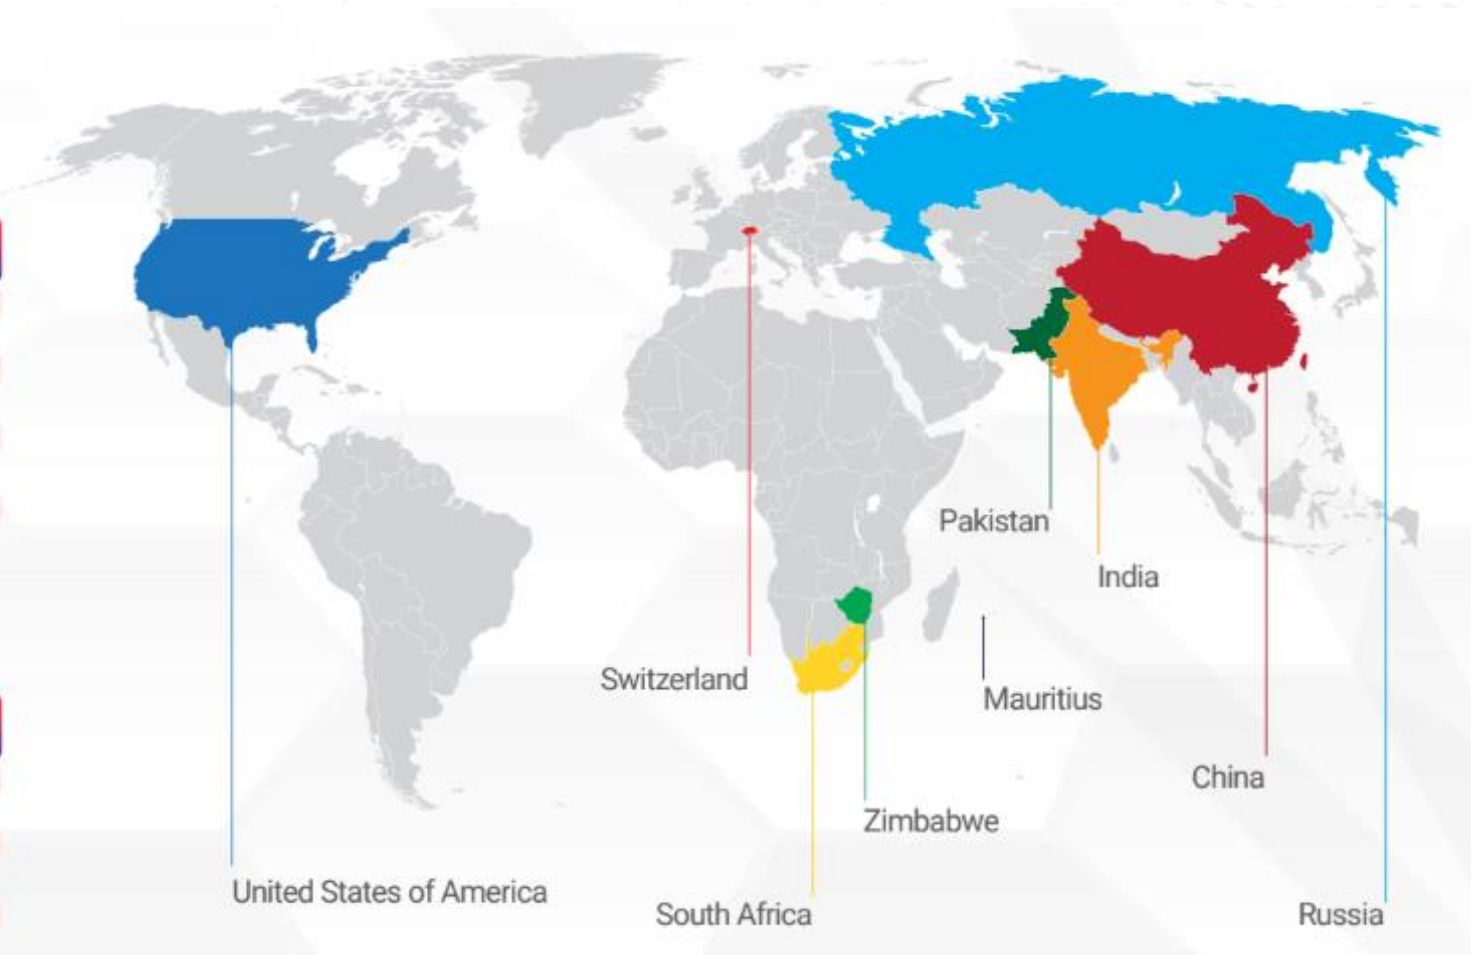 Pakistan
India
Switzerland
Mauritius
China
Zimbabwe
United States of America
South Africa
Russia